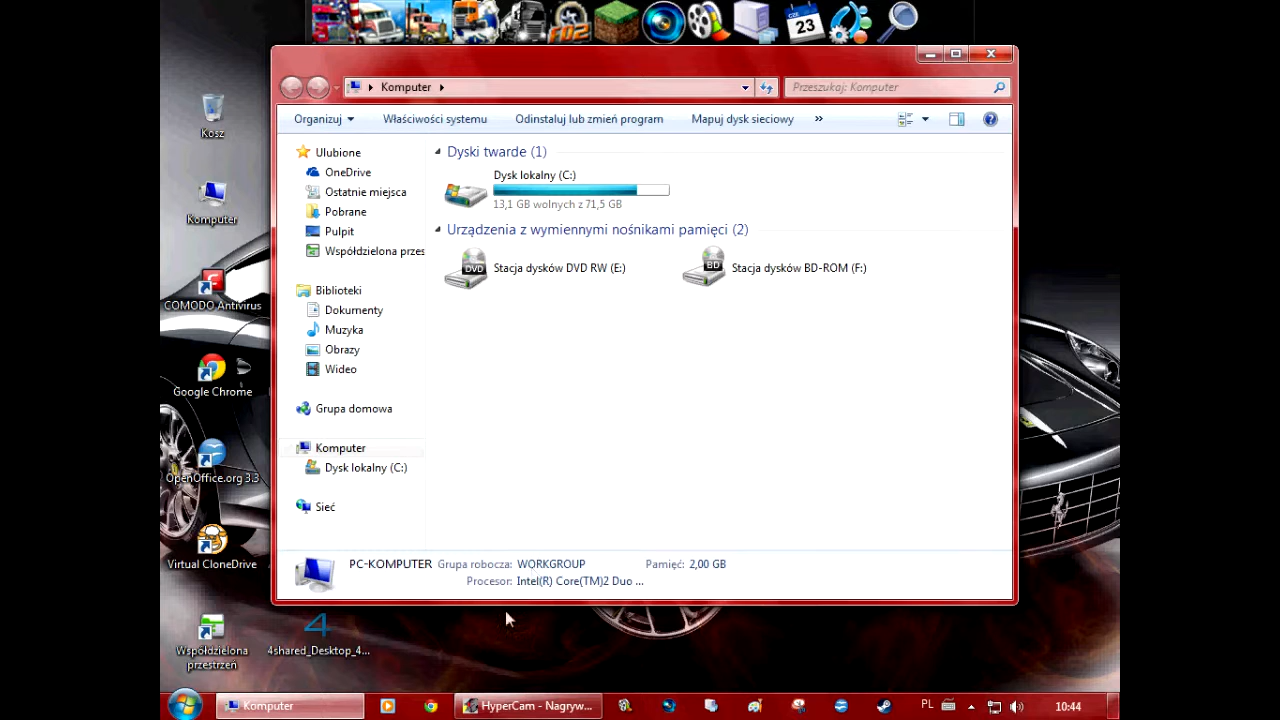 CZE
23
FD2
Komputer
Przeszukaj: Komputer
Organizuj
Właściwości systemu
Odinstaluj lub zmień program
Mapuj dysk sieciowy
»
Kosz
Komputer
COMODO Antivirus
Google Chrome
OpenOffice.org 3.3
Virtual CloneDrive
Współdzielona
przestrzeń
4shared_Desktop_4...
Ulubione
OneDrive
Ostatnie miejsca
Pobrane
Pulpit
Współdzielona przes
Biblioteki
Dokumenty
Muzyka
Obrazy
Wideo
Grupa domowa
Komputer
Dysk lokalny (C:)
Sieć
Dyski twarde (1)
Dysk lokalny (C:)
13,1 GB wolnych z 71,5 GB
Urządzenia z wymiennymi nośnikami pamięci (2)
DVD
Stacja dysków DVD RW (E:)
BD
Stacja dysków BD-ROM (F:)
PC-KOMPUTER Grupa robocza: WORKGROUP Pamięć: 2,00 GB
Procesor: Intel(R) Core(TM)2 Duo ...
Komputer
HyperCam - Nagryw...
PL
10:44